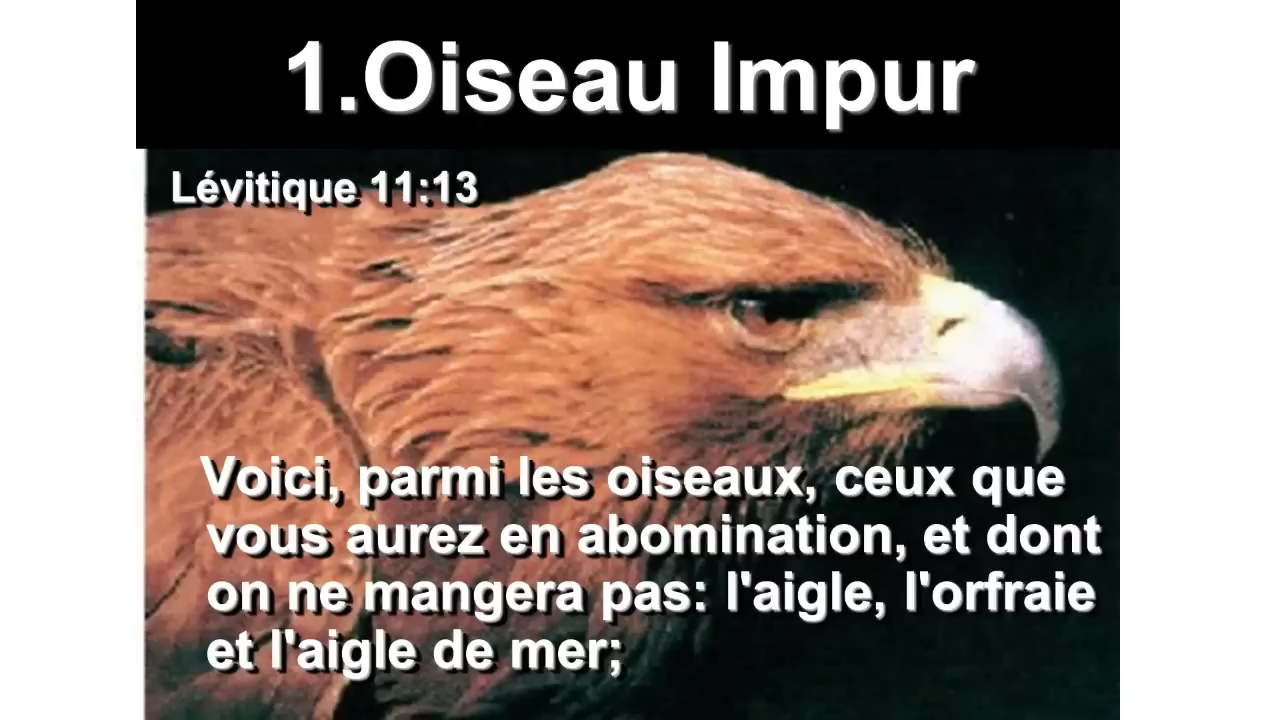 1.Oiseau Impur
Lévitique 11:13
Voici, parmi les oiseaux, ceux que
vous aurez en abomination, et dont
on ne mangera pas: l'aigle, l'orfraie
et l'aigle de mer;